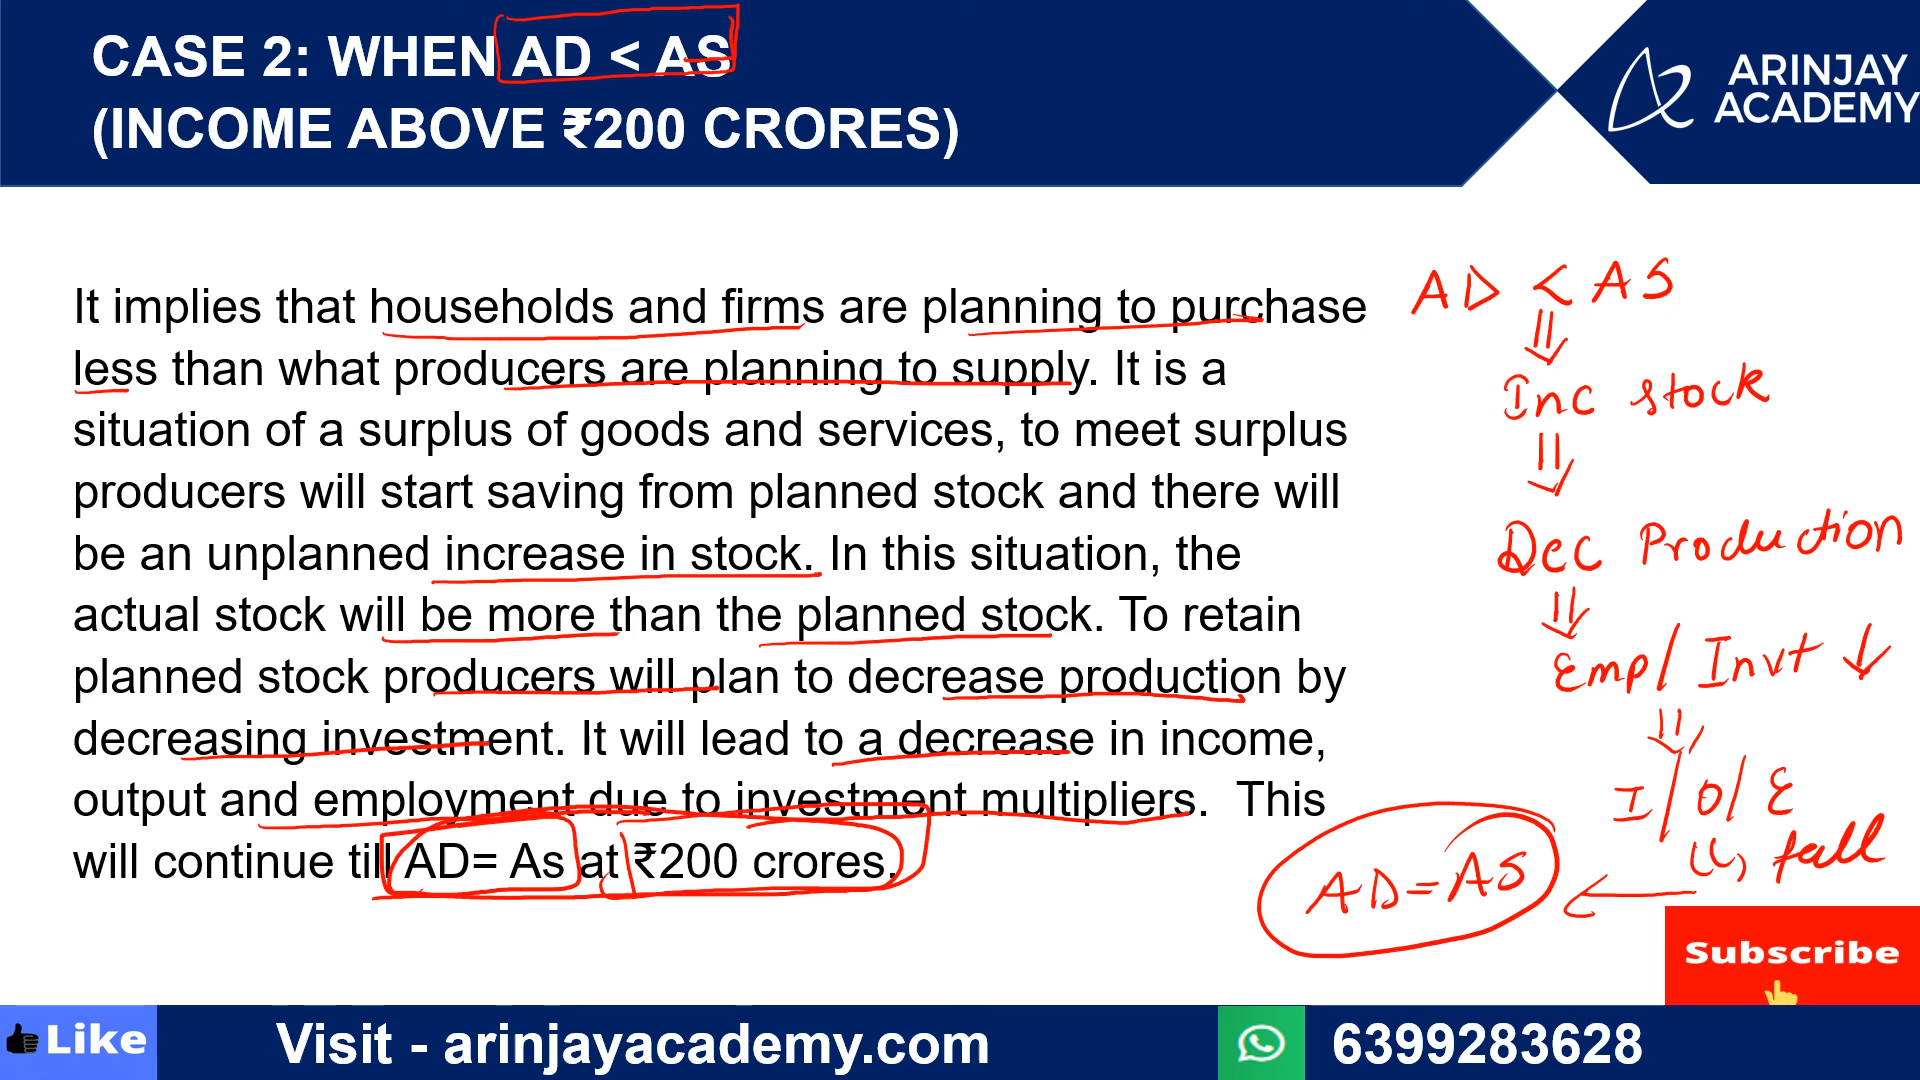 CASE 2: WHEN AD < AS
(INCOME ABOVE ₹200 CRORES)
ARINJAY
ACADEMY
It implies that households and firms are planning to purchase
less than what producers are planning to supply. It is a
situation of a surplus of goods and services, to meet surplus
producers will start saving from planned stock and there will
be an unplanned increase in stock. In this situation, the
actual stock will be more than the planned stock. To retain
planned stock producers will plan to decrease production by
decreasing investment. It will lead to a decrease in income,
output and employment due to investment multipliers.  This
will continue till AD= As at ₹200 crores.
AD < AS
Inc stock
Dec Production
Emp/ Invt ↓
I/O/E
fall
AD=AS
Subscribe
Like
Visit - arinjayacademy.com
6399283628